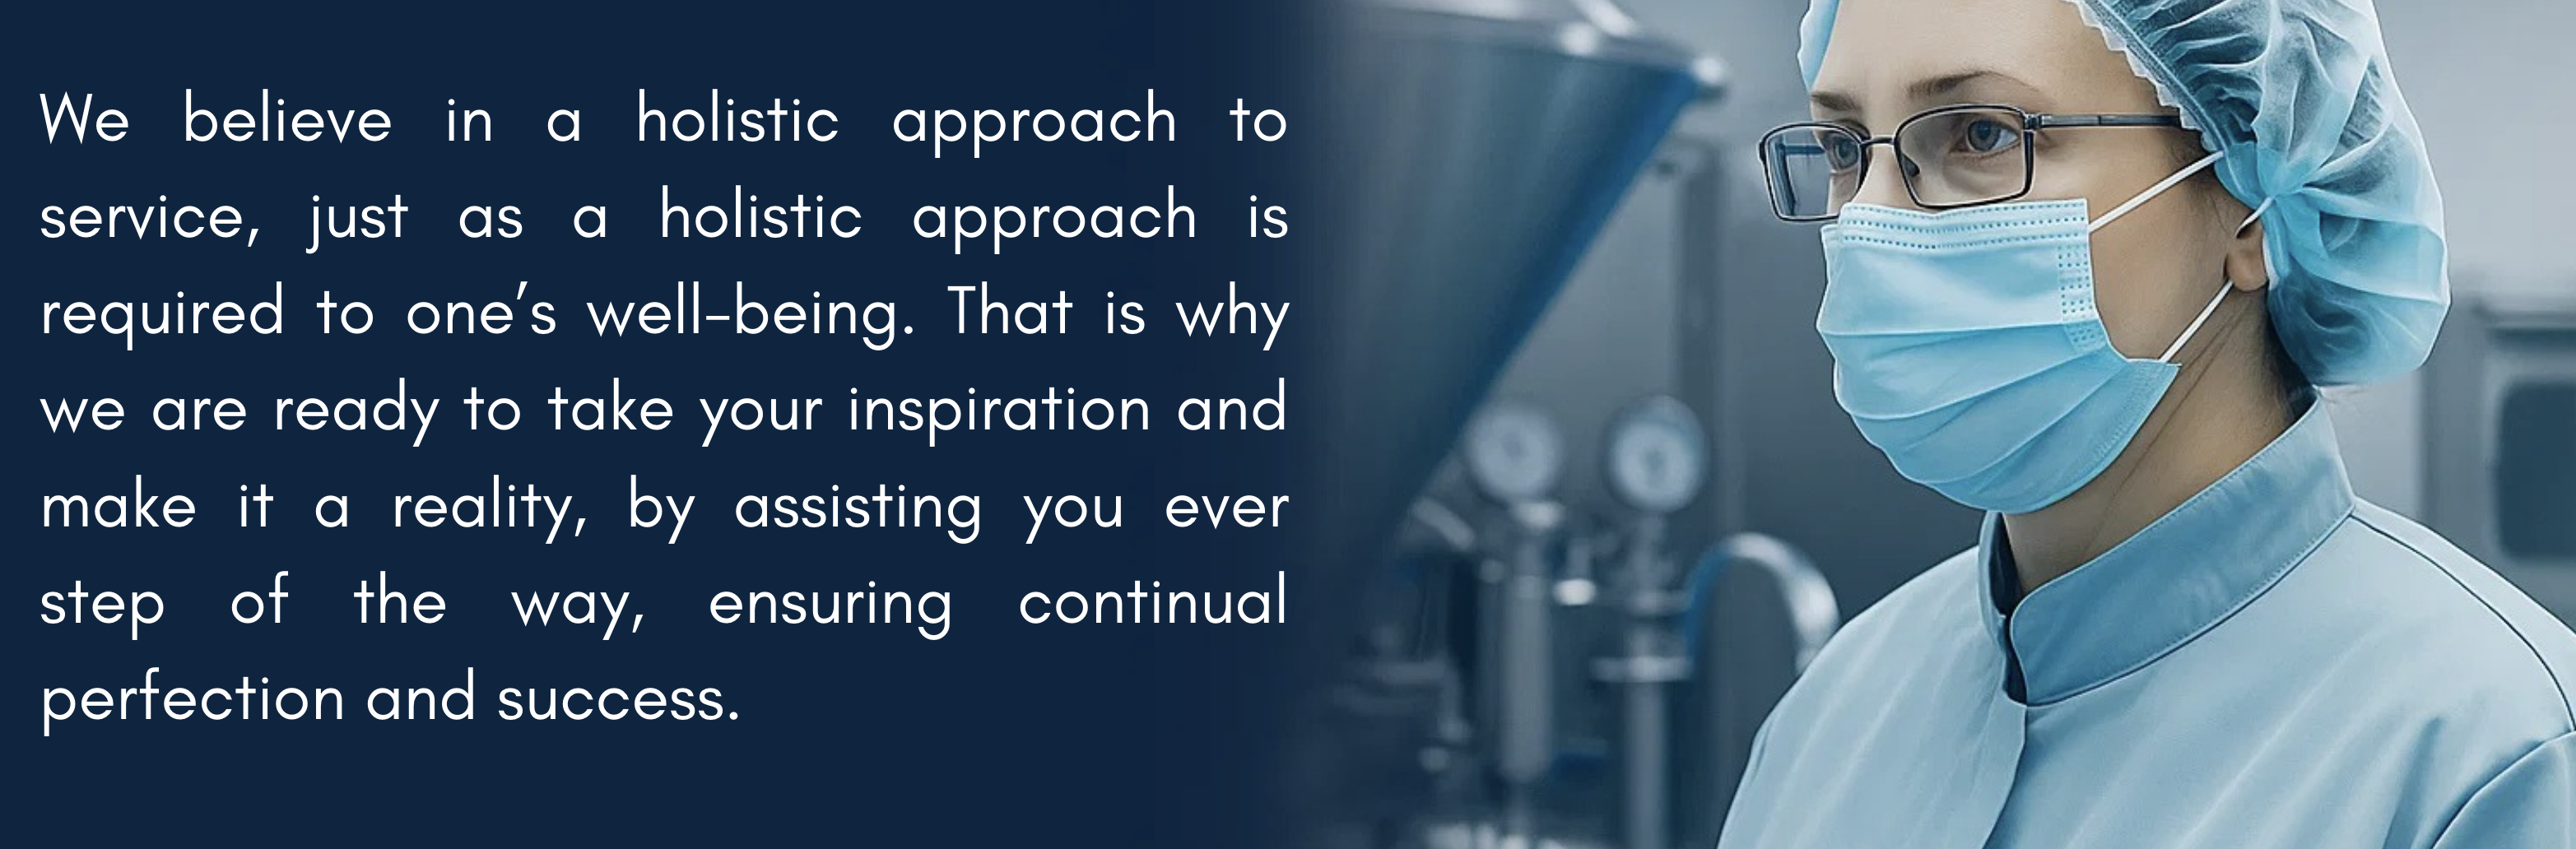 We believe in a holistic approach to
service, just as a holistic approach is
required to one’s well-being. That is why
we are ready to take your inspiration and
make it a reality, by assisting you ever
step of the way, ensuring continual
perfection and success.